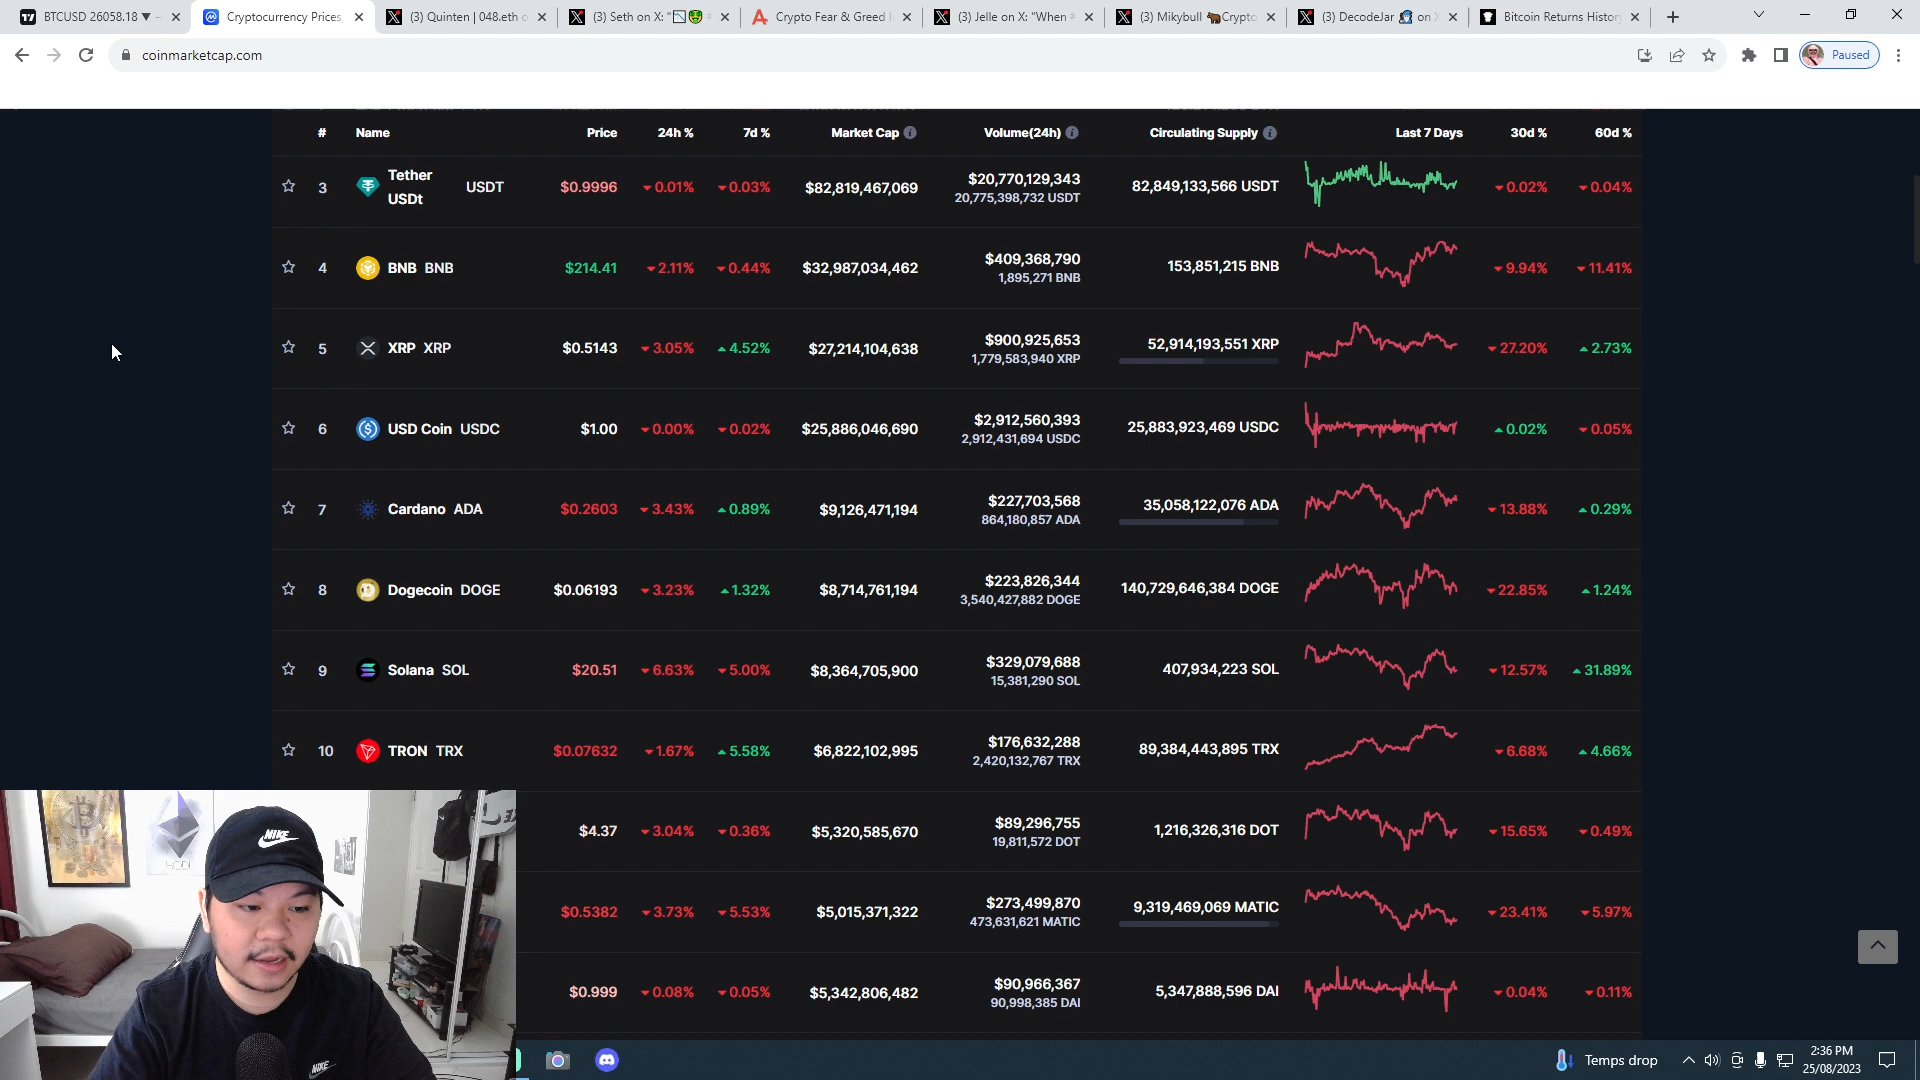 BTCUSD 26058.18 ▼ −
Cryptocurrency Prices,
(3) Quinten | 048.eth
(3) Seth on X: "
Crypto Fear & Greed I
(3) Jelle on X: "When
(3) Mikybull Crypto
(3) DecodeJar on
Bitcoin Returns Histor
coinmarketcap.com
Paused
# Name Price 24h % 7d % Market Cap Volume(24h) Circulating Supply Last 7 Days 30d % 60d %
3 Tether USDt USDT $0.9996 0.01% 0.03% $82,819,467,069 $20,770,129,343 82,849,133,566 USDT 0.02% 0.04%
20,775,398,732 USDT
4 BNB BNB $214.41 2.11% 0.44% $32,987,034,462 $409,368,790 153,851,215 BNB 9.94% 11.41%
1,895,271 BNB
5 XRP XRP $0.5143 3.05% 4.52% $27,214,104,638 $900,925,653 52,914,193,551 XRP 27.20% 2.73%
1,779,583,940 XRP
6 USD Coin USDC $1.00 0.00% 0.02% $25,886,046,690 $2,912,560,393 25,883,923,469 USDC 0.02% 0.05%
2,912,431,694 USDC
7 Cardano ADA $0.2603 3.43% 0.89% $9,126,471,194 $227,703,568 35,058,122,076 ADA 13.88% 0.29%
864,180,857 ADA
8 Dogecoin DOGE $0.06193 3.23% 1.32% $8,714,761,194 $223,826,344 140,729,646,384 DOGE 22.85% 1.24%
3,540,427,882 DOGE
9 Solana SOL $20.51 6.63% 5.00% $8,364,705,900 $329,079,688 407,934,223 SOL 12.57% 31.89%
15,381,290 SOL
10 TRON TRX $0.07632 1.67% 5.58% $6,822,102,995 $176,632,288 89,384,443,895 TRX 6.68% 4.66%
2,420,132,767 TRX
$4.37 3.04% 0.36% $5,320,585,670 $89,296,755 1,216,326,316 DOT 15.65% 0.49%
19,811,572 DOT
$0.5382 3.73% 5.53% $5,015,371,322 $273,499,870 9,319,469,069 MATIC 23.41% 5.97%
473,631,621 MATIC
$0.999 0.08% 0.05% $5,342,806,482 $90,966,367 5,347,888,596 DAI 0.04% 0.11%
90,998,385 DAI
HODL
NIKE
NIKE
Temps drop
2:36 PM
25/08/2023